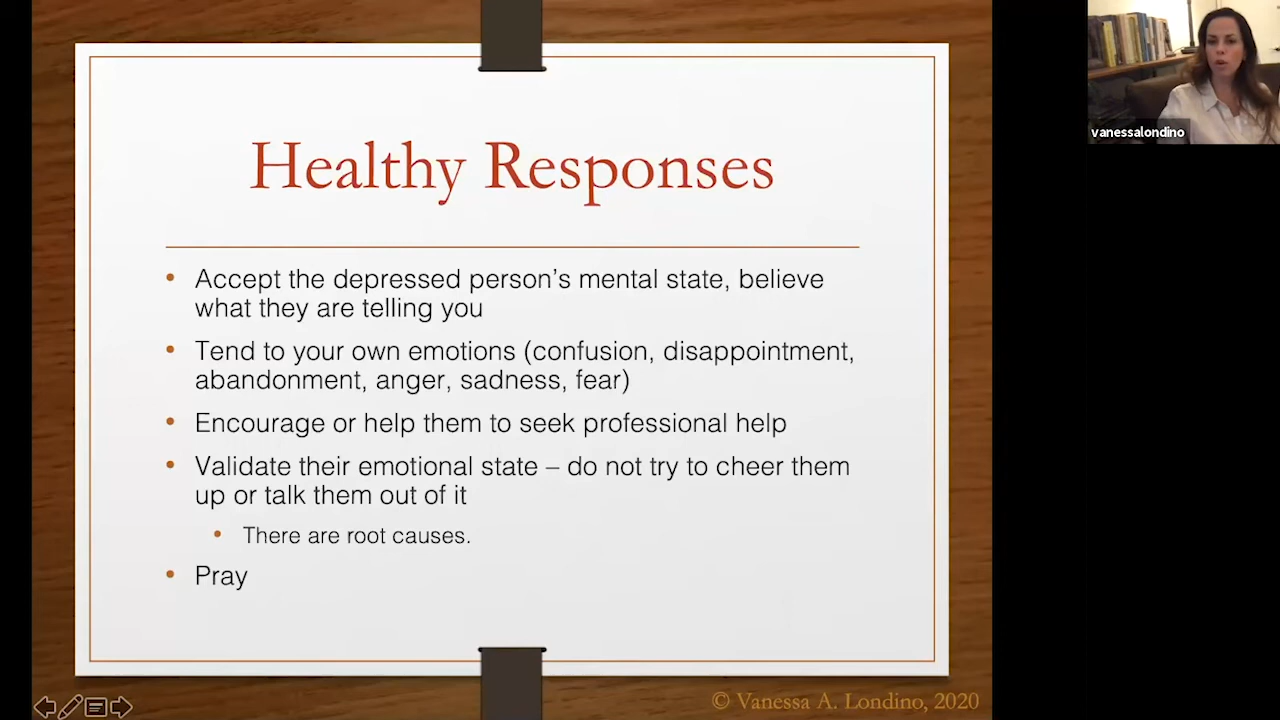 Healthy Responses
• Accept the depressed person’s mental state, believe
what they are telling you
• Tend to your own emotions (confusion, disappointment,
abandonment, anger, sadness, fear)
• Encourage or help them to seek professional help
• Validate their emotional state – do not try to cheer them
up or talk them out of it
• There are root causes.
• Pray
© Vanessa A. Londino, 2020
vanessalondino